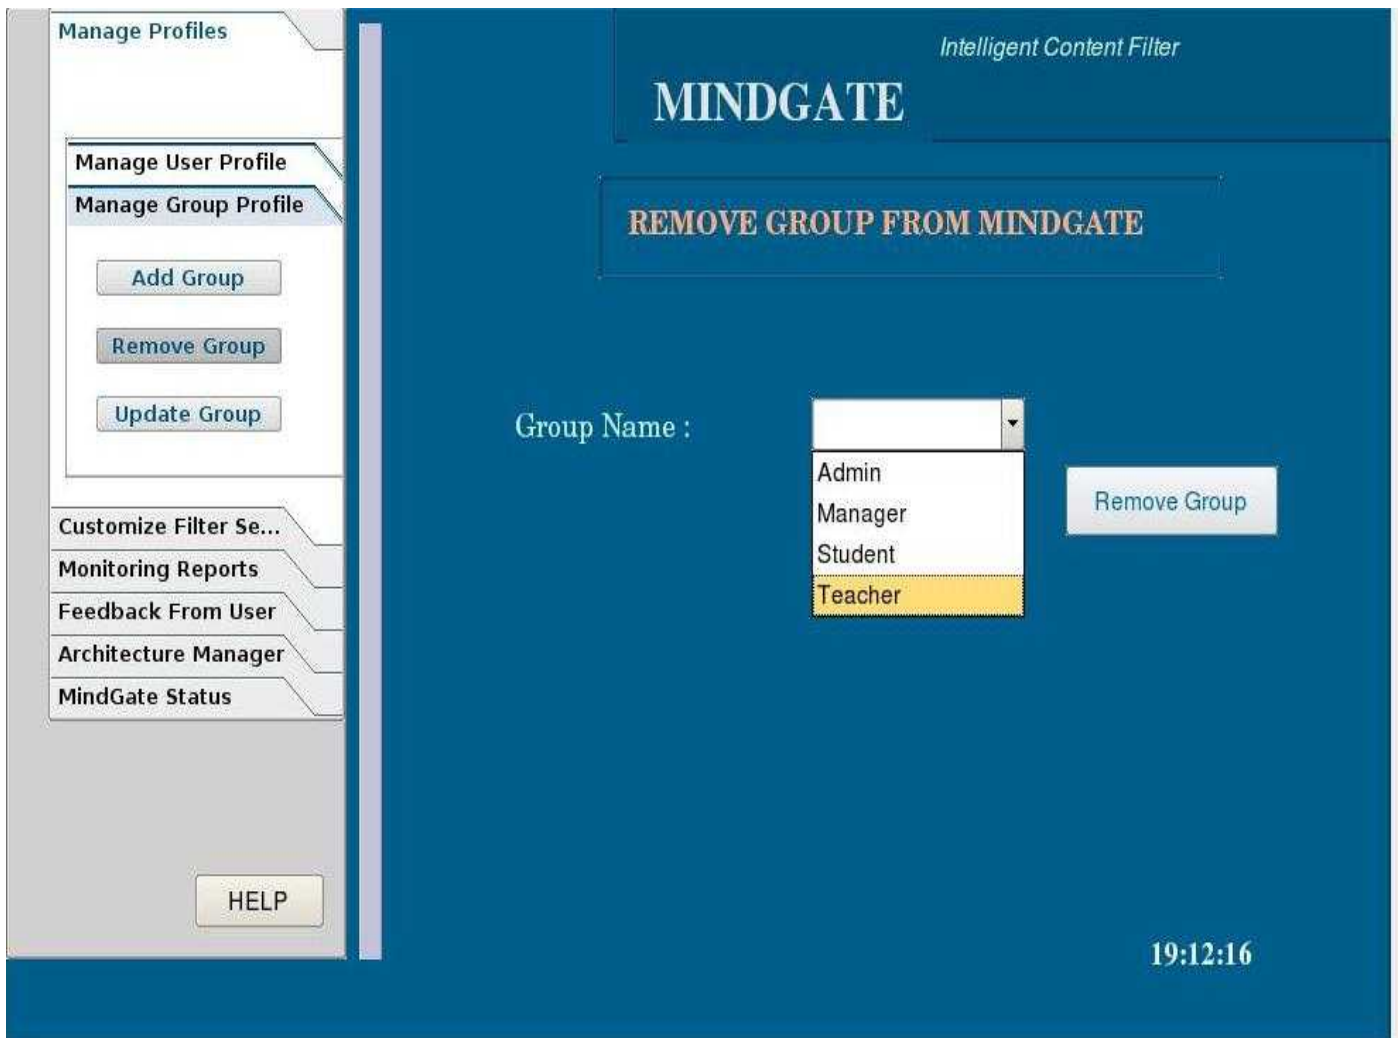 Manage Profiles
Manage User Profile
Manage Group Profile
Add Group
Remove Group
Update Group
Customize Filter Se...
Monitoring Reports
Feedback From User
Architecture Manager
MindGate Status
HELP
Intelligent Content Filter
MINDGATE
REMOVE GROUP FROM MINDGATE
Group Name :
Admin
Manager
Student
Teacher
Remove Group
19:12:16